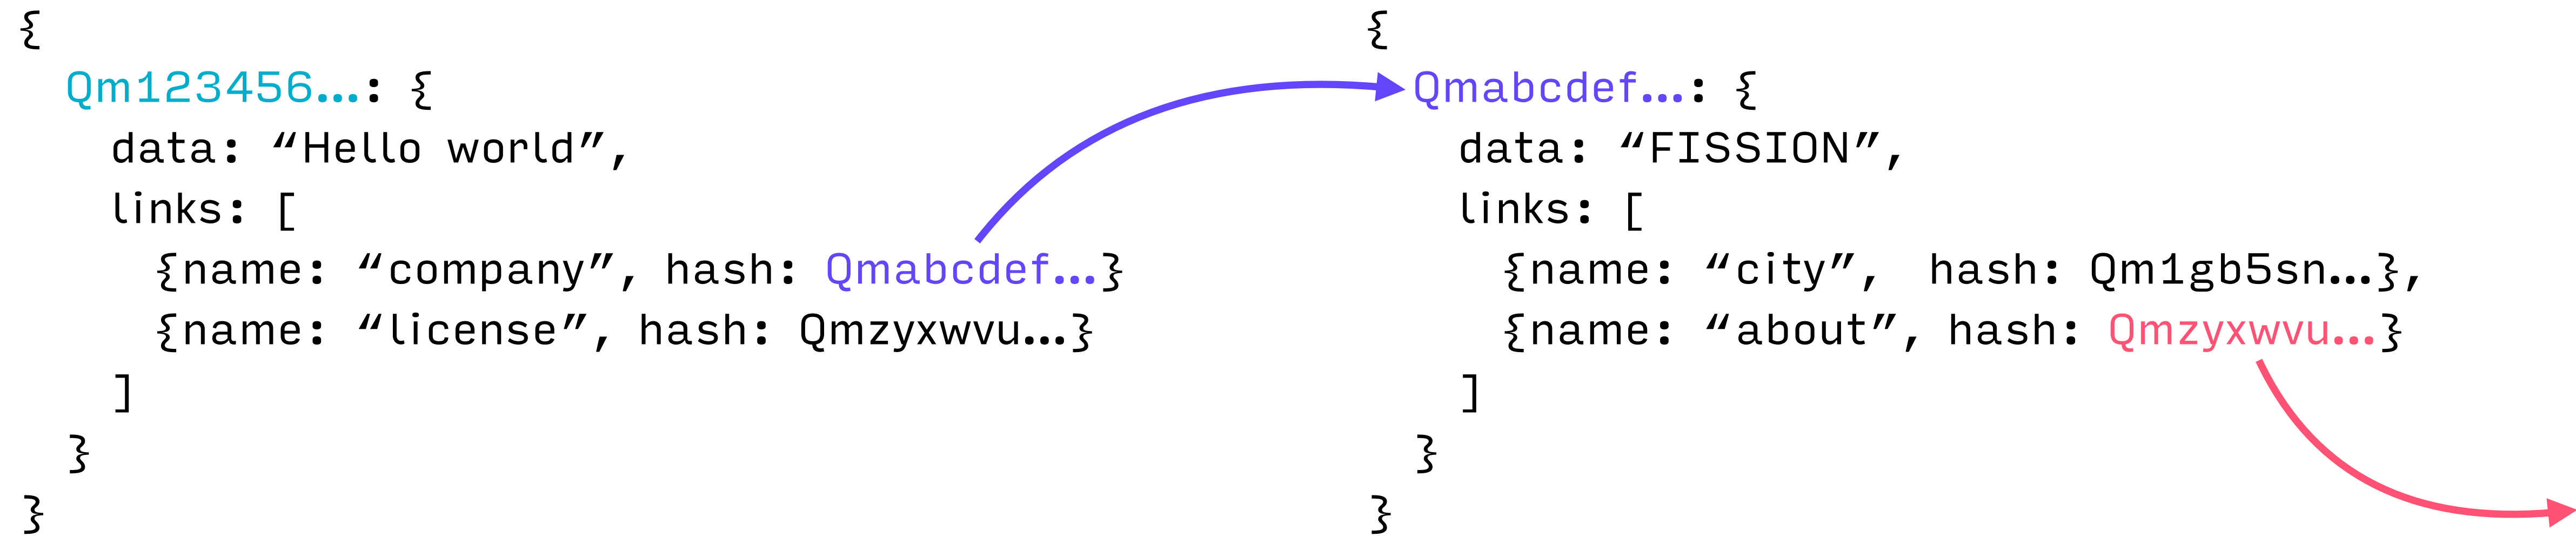 {
  Qm123456…: {
    data: “Hello world”,
    links: [
      {name: “company”, hash: Qmabcdef…}
      {name: “license”, hash: Qmzyxwvu…}
    ]
  }
}
{
  Qmabcdef…: {
    data: “FISSION”,
    links: [
      {name: “city”,  hash: Qm1gb5sn…},
      {name: “about”, hash: Qmzyxwvu…}
    ]
  }
}